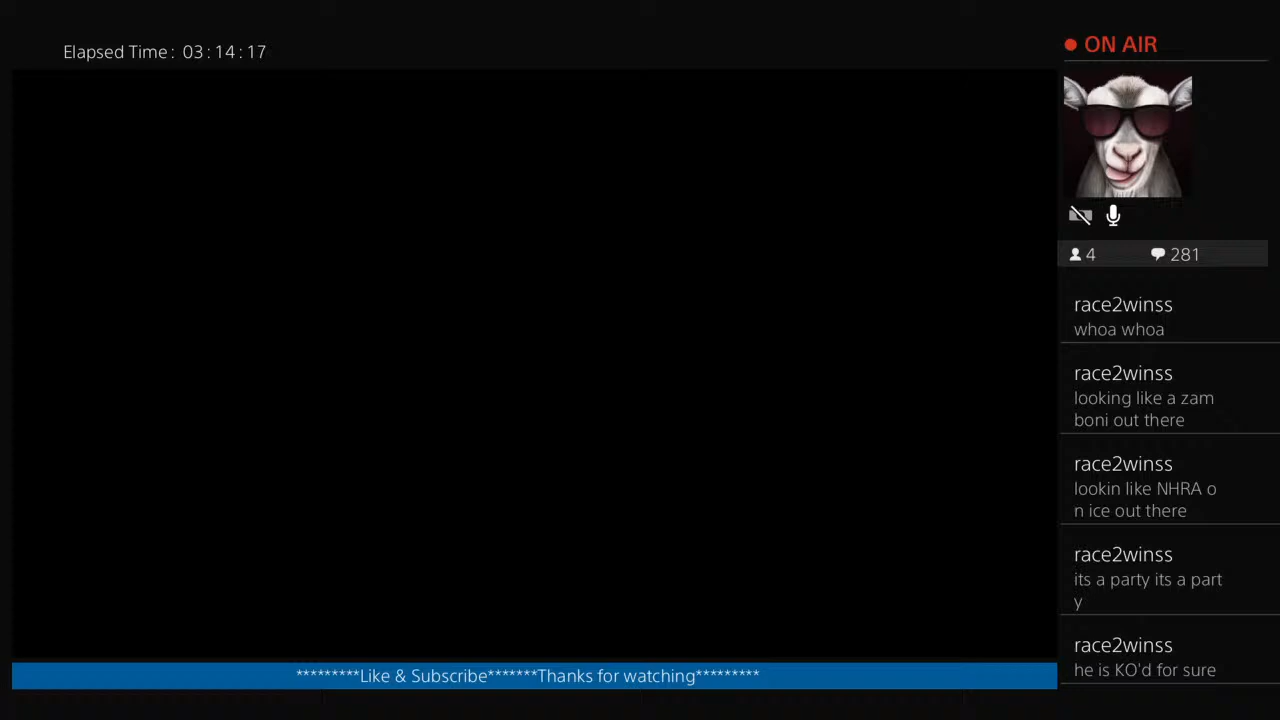 Elapsed Time: 03:14:17
ON AIR
4 281
race2winss
whoa whoa
race2winss
looking like a zam
boni out there
race2winss
lookin like NHRA o
n ice out there
race2winss
its a party its a part
y
race2winss
he is KO'd for sure
*********Like & Subscribe*******Thanks for watching*********